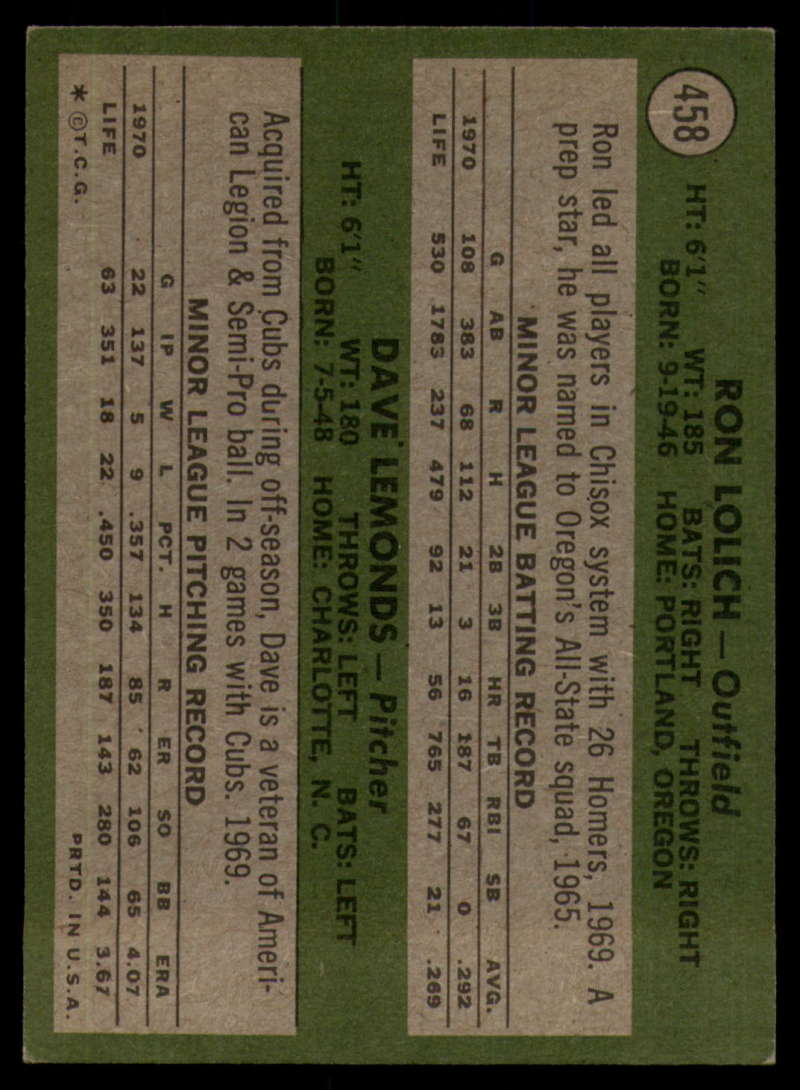 458
RON LOLICH — Outfield
HT: 6'1" WT: 185 BATS: RIGHT THROWS: RIGHT
BORN: 9-19-46 HOME: PORTLAND, OREGON
Ron led all players in Chisox system with 26 Homers, 1969. A
prep star, he was named to Oregon's All-State squad, 1965.
MINOR LEAGUE BATTING RECORD
G AB R H 2B 3B HR TB RBI SB AVG.
1970 108 383 68 112 21 3 16 187 67 0 .292
LIFE 530 1783 237 479 92 13 56 765 277 21 .269
DAVE LEMONDS — Pitcher
HT: 6'1" WT: 180 THROWS: LEFT BATS: LEFT
BORN: 7-5-48 HOME: CHARLOTTE, N. C.
Acquired from Cubs during off-season, Dave is a veteran of Ameri-
can Legion & Semi-Pro ball. In 2 games with Cubs. 1969.
MINOR LEAGUE PITCHING RECORD
G IP W L PCT. H R ER SO BB ERA
1970 22 137 5 9 .357 134 85 62 106 65 4.07
LIFE 63 351 18 22 .450 350 187 143 280 144 3.67
* ©T.C.G. PRTD. IN U.S.A.